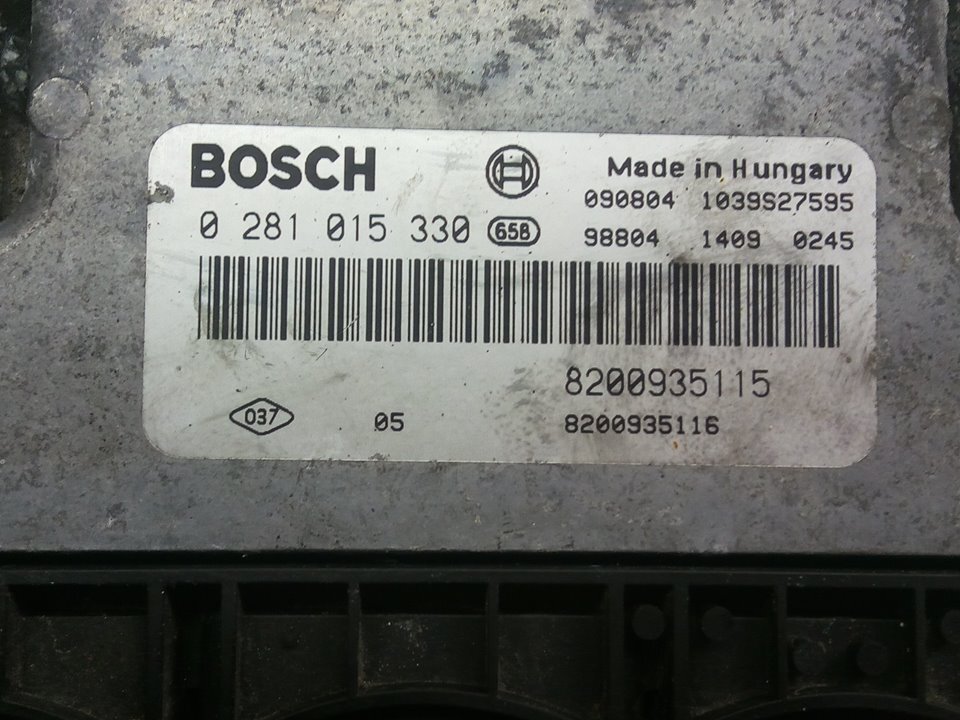 BOSCH
Made in Hungary
090804 1039S27595
0 281 015 330 658
98804 1409 0245
8200935115
037 05 8200935116